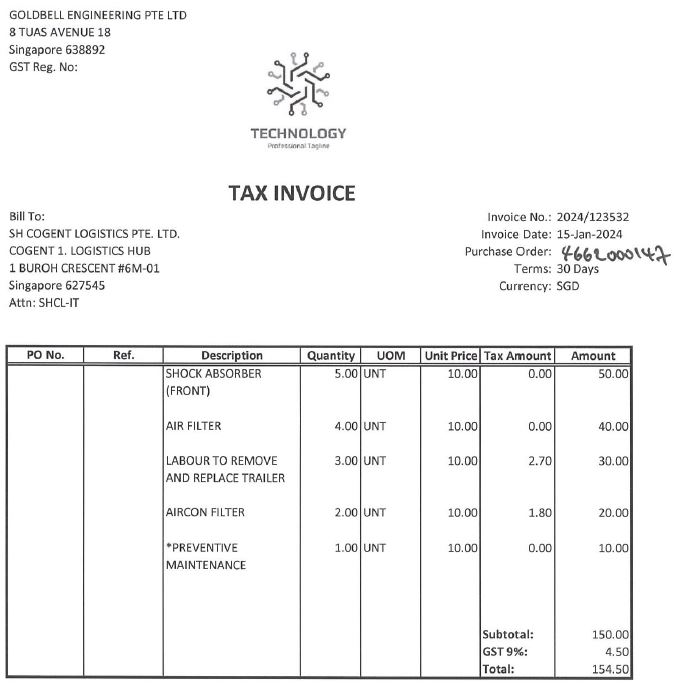 GOLDBELL ENGINEERING PTE LTD
8 TUAS AVENUE 18
Singapore 638892
GST Reg. No:
TECHNOLOGY
Professional Tagline
TAX INVOICE
Bill To:
SH COGENT LOGISTICS PTE. LTD.
COGENT 1. LOGISTICS HUB
1 BUROH CRESCENT #6M-01
Singapore 627545
Attn: SHCL-IT
Invoice No.: 2024/123532
Invoice Date: 15-Jan-2024
Purchase Order: 4662000147
Terms: 30 Days
Currency: SGD
PO No. Ref. Description Quantity UOM Unit Price Tax Amount Amount
SHOCK ABSORBER 5.00 UNT 10.00 0.00 50.00
(FRONT)
AIR FILTER 4.00 UNT 10.00 0.00 40.00
LABOUR TO REMOVE 3.00 UNT 10.00 2.70 30.00
AND REPLACE TRAILER
AIRCON FILTER 2.00 UNT 10.00 1.80 20.00
*PREVENTIVE 1.00 UNT 10.00 0.00 10.00
MAINTENANCE
Subtotal: 150.00
GST 9%: 4.50
Total: 154.50